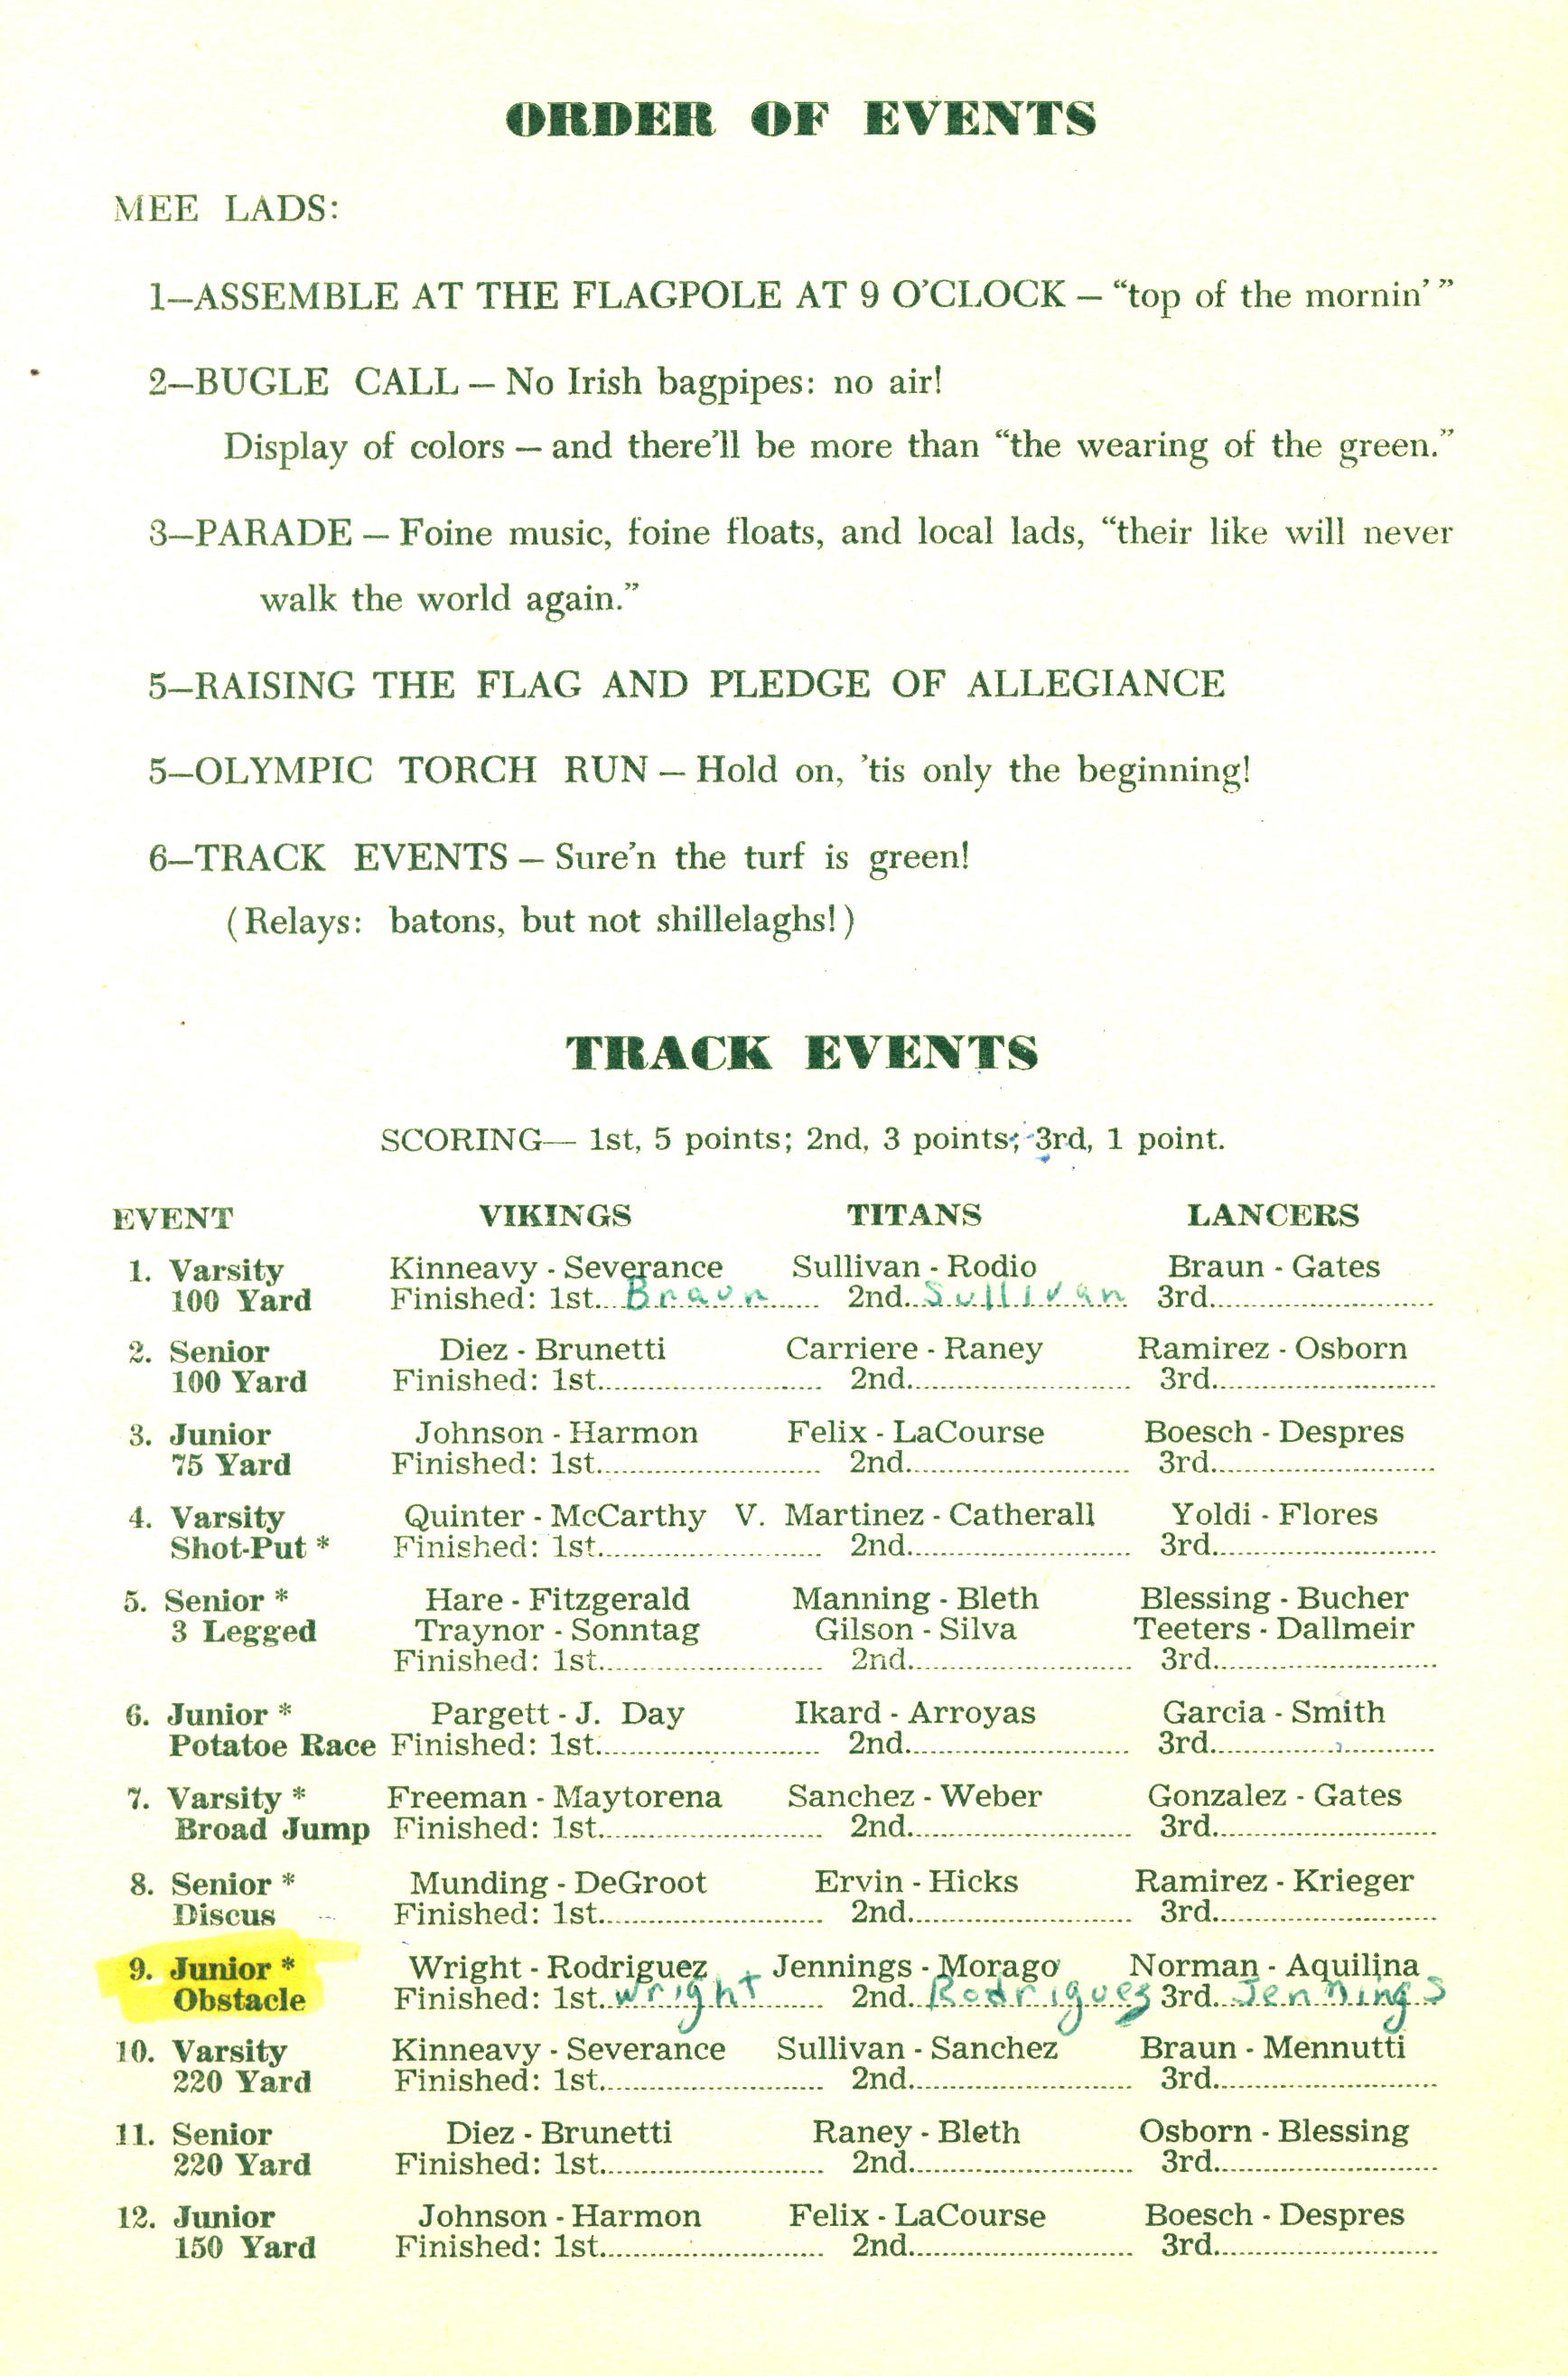 ORDER OF EVENTS
MEE LADS:
1—ASSEMBLE AT THE FLAGPOLE AT 9 O'CLOCK — "top of the mornin' "
2—BUGLE CALL — No Irish bagpipes: no air!
Display of colors — and there'll be more than "the wearing of the green."
3—PARADE — Foine music, foine floats, and local lads, "their like will never
walk the world again."
5—RAISING THE FLAG AND PLEDGE OF ALLEGIANCE
5—OLYMPIC TORCH RUN — Hold on, 'tis only the beginning!
6—TRACK EVENTS — Sure'n the turf is green!
(Relays: batons, but not shillelaghs!)
TRACK EVENTS
SCORING— 1st, 5 points; 2nd, 3 points; 3rd, 1 point.
EVENT VIKINGS TITANS LANCERS
1. Varsity Kinneavy - Severance Sullivan - Rodio Braun - Gates
100 Yard Finished: 1st Braun 2nd Sullivan 3rd
2. Senior Diez - Brunetti Carriere - Raney Ramirez - Osborn
100 Yard Finished: 1st 2nd 3rd
3. Junior Johnson - Harmon Felix - LaCourse Boesch - Despres
75 Yard Finished: 1st 2nd 3rd
4. Varsity Quinter - McCarthy V. Martinez - Catherall Yoldi - Flores
Shot-Put * Finished: 1st 2nd 3rd
5. Senior * Hare - Fitzgerald Manning - Bleth Blessing - Bucher
3 Legged Traynor - Sonntag Gilson - Silva Teeters - Dallmeir
Finished: 1st 2nd 3rd
6. Junior * Pargett - J. Day Ikard - Arroyas Garcia - Smith
Potatoe Race Finished: 1st 2nd 3rd
7. Varsity * Freeman - Maytorena Sanchez - Weber Gonzalez - Gates
Broad Jump Finished: 1st 2nd 3rd
8. Senior * Munding - DeGroot Ervin - Hicks Ramirez - Krieger
Discus Finished: 1st 2nd 3rd
9. Junior * Wright - Rodriguez Jennings - Morago Norman - Aquilina
Obstacle Finished: 1st Wright 2nd Rodriguez 3rd Jennings
10. Varsity Kinneavy - Severance Sullivan - Sanchez Braun - Mennutti
220 Yard Finished: 1st 2nd 3rd
11. Senior Diez - Brunetti Raney - Bleth Osborn - Blessing
220 Yard Finished: 1st 2nd 3rd
12. Junior Johnson - Harmon Felix - LaCourse Boesch - Despres
150 Yard Finished: 1st 2nd 3rd